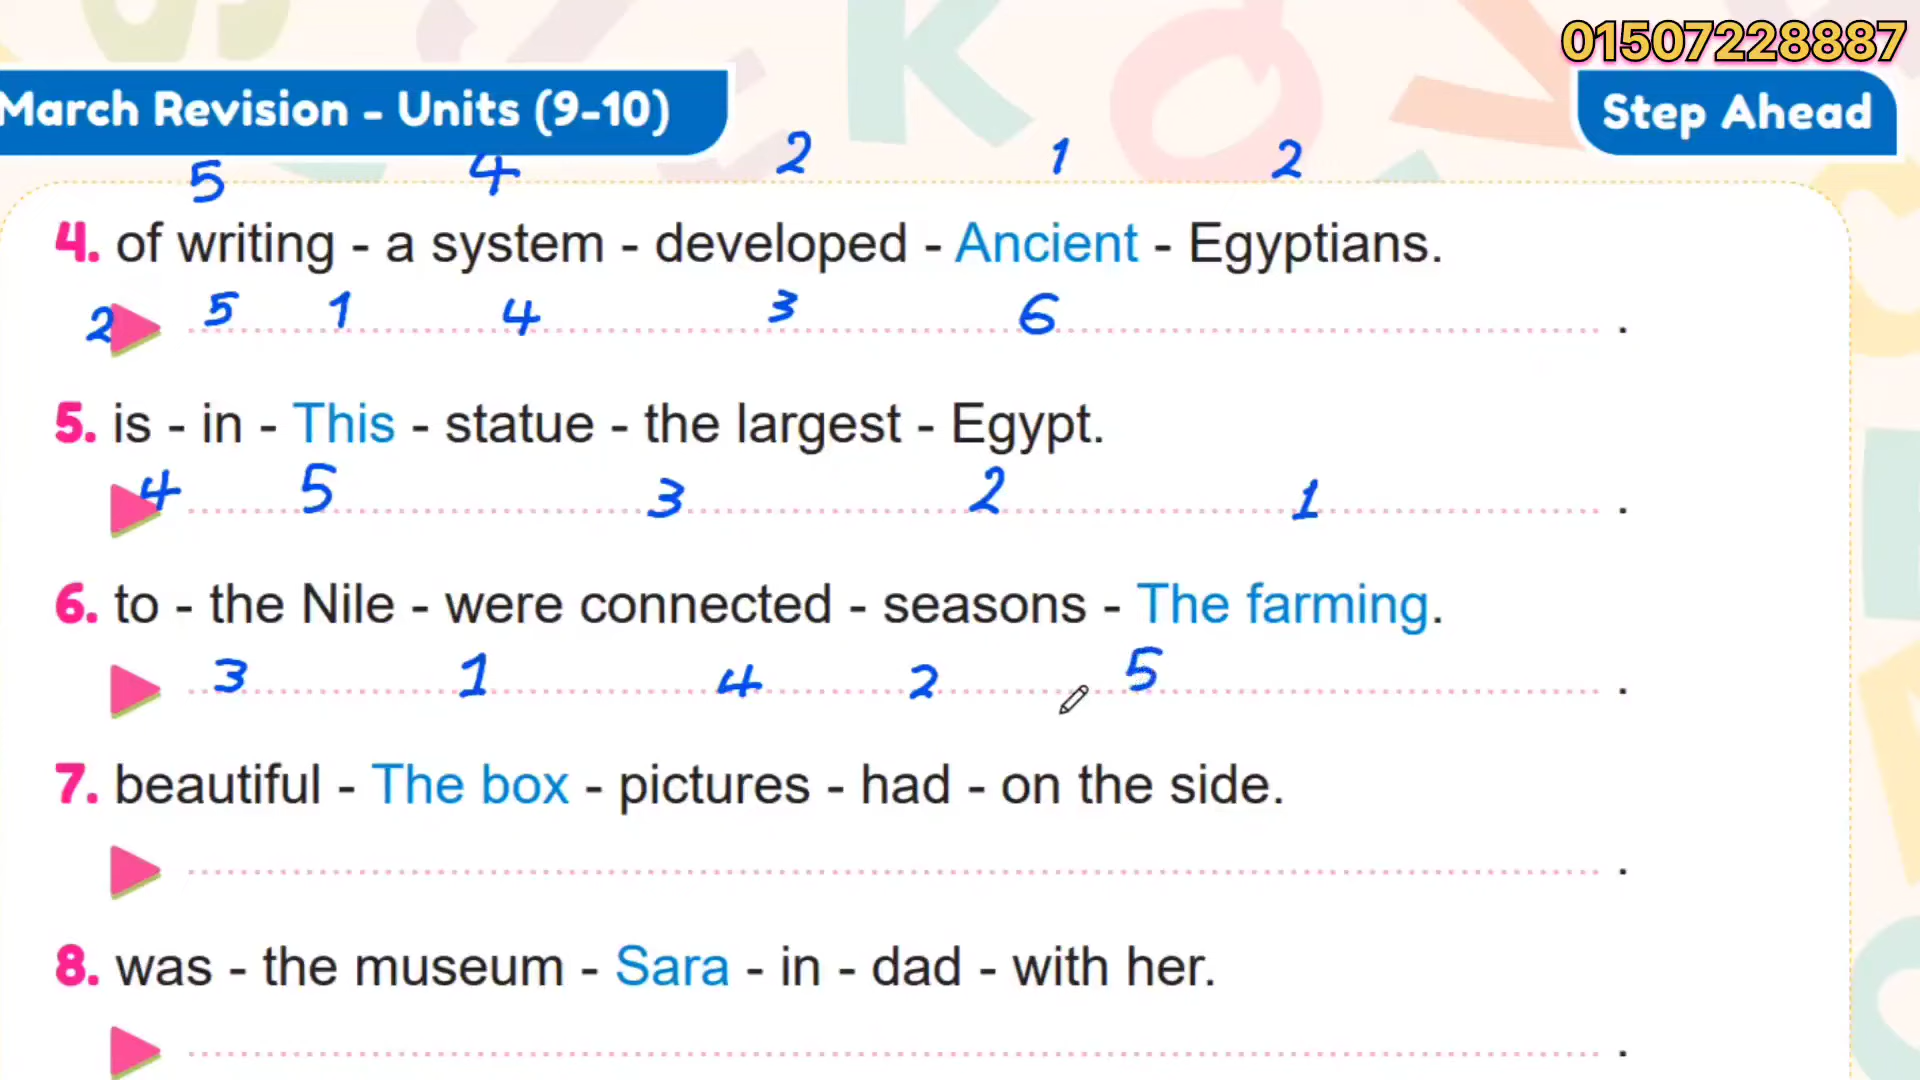 01507228887
March Revision - Units (9-10)
Step Ahead
5 4 2 1 2
4. of writing - a system - developed - Ancient - Egyptians.
2 5 1 4 3 6
.
5. is - in - This - statue - the largest - Egypt.
4 5 3 2 1
.
6. to - the Nile - were connected - seasons - The farming.
3 1 4 2 5
.
7. beautiful - The box - pictures - had - on the side.
.
8. was - the museum - Sara - in - dad - with her.
.